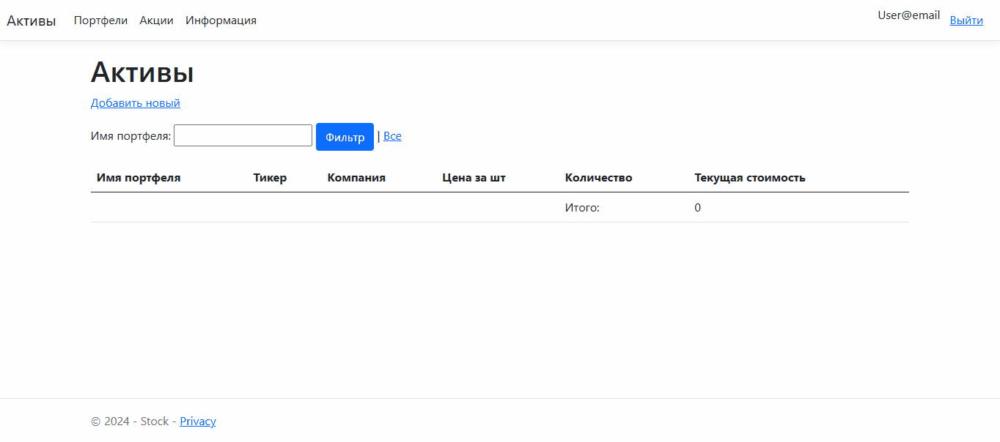 Активы Портфели Акции Информация User@email Выйти
Активы
Добавить новый
Имя портфеля: Фильтр | Все
Имя портфеля Тикер Компания Цена за шт Количество Текущая стоимость
Итого: 0
© 2024 - Stock - Privacy